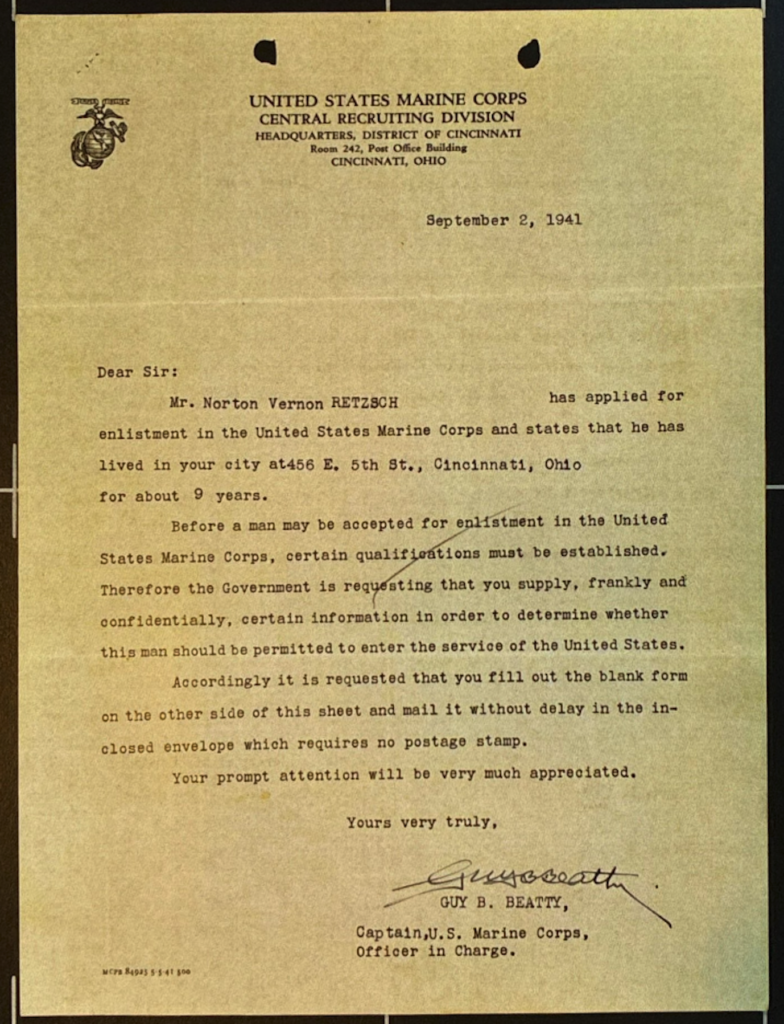 UNITED STATES MARINE CORPS
CENTRAL RECRUITING DIVISION
HEADQUARTERS, DISTRICT OF CINCINNATI
Room 242, Post Office Building
CINCINNATI, OHIO
September 2, 1941
Dear Sir:
Mr. Norton Vernon RETZSCH has applied for
enlistment in the United States Marine Corps and states that he has
lived in your city at456 E. 5th St., Cincinnati, Ohio
for about 9 years.
Before a man may be accepted for enlistment in the United
States Marine Corps, certain qualifications must be established.
Therefore the Government is requesting that you supply, frankly and
confidentially, certain information in order to determine whether
this man should be permitted to enter the service of the United States.
Accordingly it is requested that you fill out the blank form
on the other side of this sheet and mail it without delay in the in-
closed envelope which requires no postage stamp.
Your prompt attention will be very much appreciated.
Yours very truly,
Guy B Beatty
GUY B. BEATTY,
Captain,U.S. Marine Corps,
Officer in Charge.
MCPB 84923 5-5-41 500